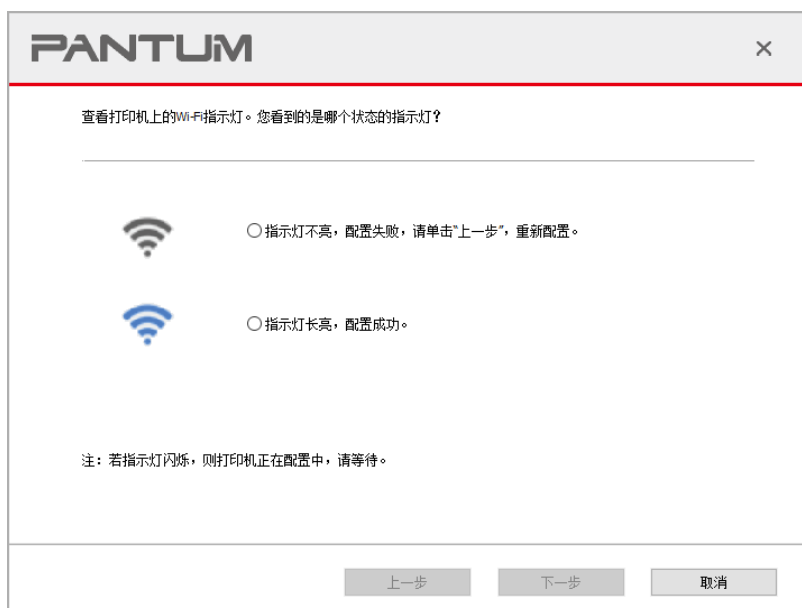 PANTUM
查看打印机上的Wi-Fi指示灯。您看到的是哪个状态的指示灯？
指示灯不亮，配置失败，请单击“上一步”，重新配置。
指示灯长亮，配置成功。
注：若指示灯闪烁，则打印机正在配置中，请等待。
上一步
下一步
取消